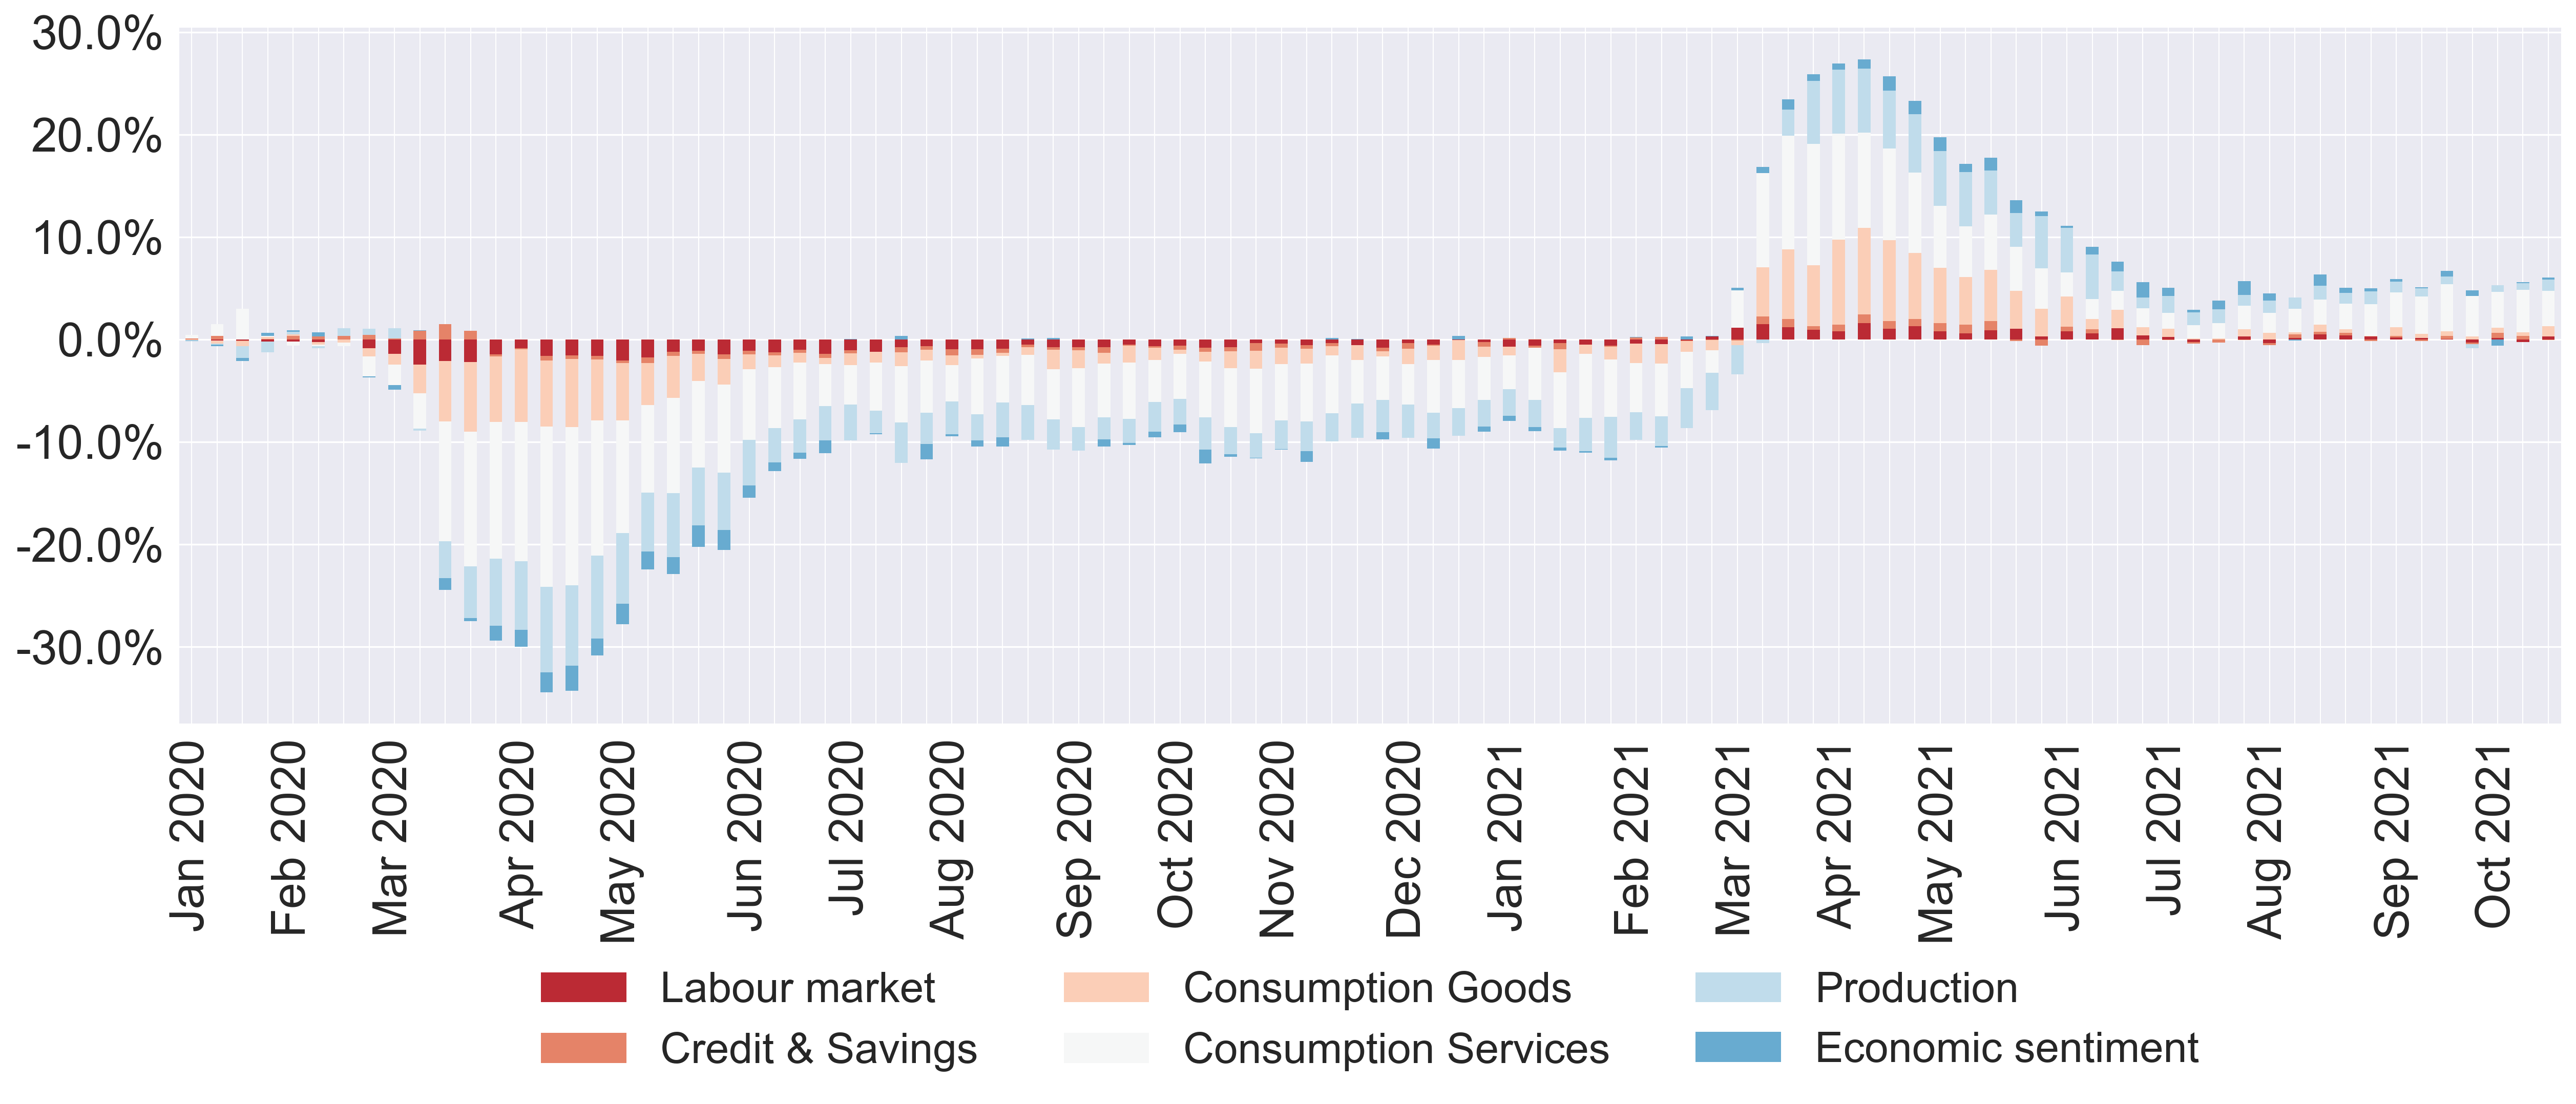 30.0%
20.0%
10.0%
0.0%
-10.0%
-20.0%
-30.0%
Jan 2020
Feb 2020
Mar 2020
Apr 2020
May 2020
Jun 2020
Jul 2020
Aug 2020
Sep 2020
Oct 2020
Nov 2020
Dec 2020
Jan 2021
Feb 2021
Mar 2021
Apr 2021
May 2021
Jun 2021
Jul 2021
Aug 2021
Sep 2021
Oct 2021
Labour market
Consumption Goods
Production
Credit & Savings
Consumption Services
Economic sentiment